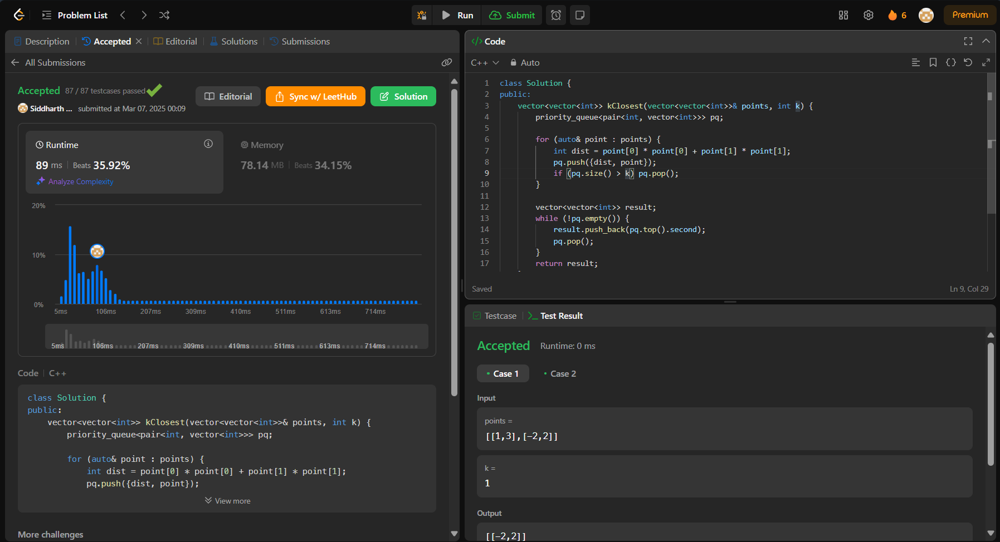 Problem List
Run
Submit
6
Premium
Description
Accepted
Editorial
Solutions
Submissions
All Submissions
Accepted 87 / 87 testcases passed
Siddharth ... submitted at Mar 07, 2025 00:09
Editorial
Sync w/ LeetHub
Solution
Runtime
89 ms Beats 35.92%
Analyze Complexity
Memory
78.14 MB Beats 34.15%
20%
10%
0%
5ms 106ms 207ms 309ms 410ms 511ms 613ms 714ms
5ms 106ms 207ms 309ms 410ms 511ms 613ms 714ms
Code C++
class Solution {
public:
    vector<vector<int>> kClosest(vector<vector<int>>& points, int k) {
        priority_queue<pair<int, vector<int>>> pq;
        for (auto& point : points) {
            int dist = point[0] * point[0] + point[1] * point[1];
            pq.push({dist, point});
View more
More challenges
Code
C++ Auto
1 class Solution {
2 public:
3     vector<vector<int>> kClosest(vector<vector<int>>& points, int k) {
4         priority_queue<pair<int, vector<int>>> pq;
5
6         for (auto& point : points) {
7             int dist = point[0] * point[0] + point[1] * point[1];
8             pq.push({dist, point});
9             if (pq.size() > k) pq.pop();
10         }
11
12         vector<vector<int>> result;
13         while (!pq.empty()) {
14             result.push_back(pq.top().second);
15             pq.pop();
16         }
17         return result;
Saved
Ln 9, Col 29
Testcase
Test Result
Accepted Runtime: 0 ms
Case 1
Case 2
Input
points =
[[1,3],[-2,2]]
k =
1
Output
[[-2,2]]